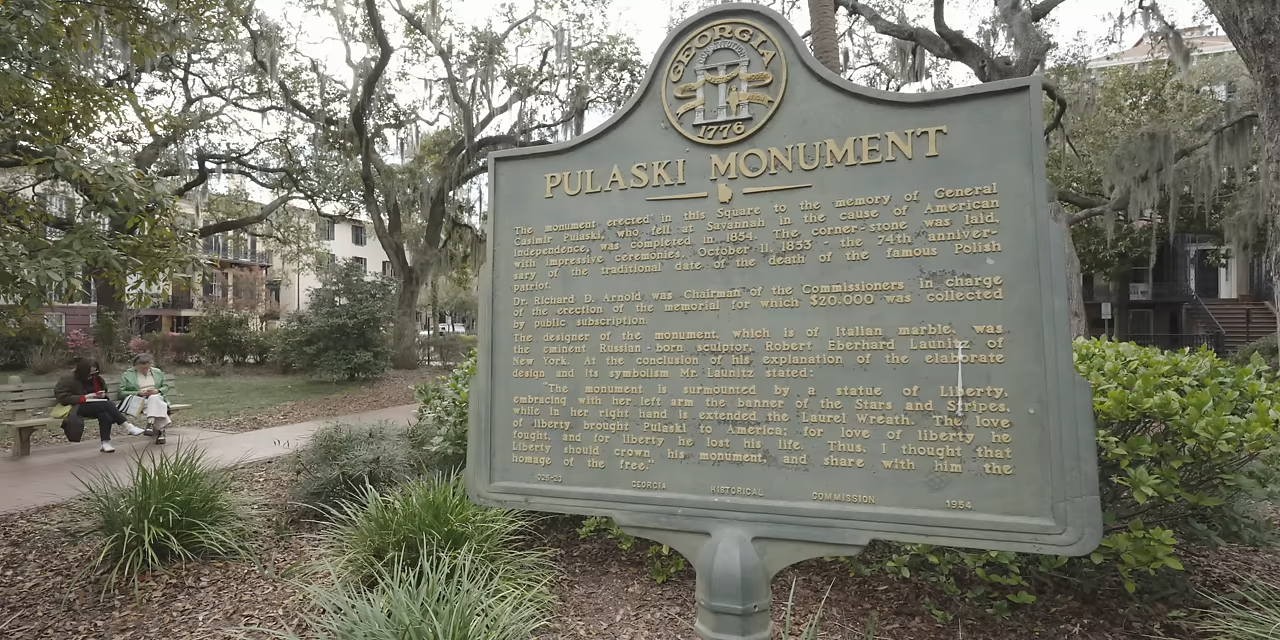 GEORGIA
1776
PULASKI MONUMENT
The monument erected in this Square to the memory of General
Casimir Pulaski, who fell at Savannah in the cause of American
Independence, was completed in 1854. The corner-stone was laid,
with impressive ceremonies, October 11, 1853 - the 74th anniver-
sary of the traditional date of the death of the famous Polish
patriot.
Dr. Richard D. Arnold was Chairman of the Commissioners in charge
of the erection of the memorial for which $20,000 was collected
by public subscription.
The designer of the monument, which is of Italian marble, was
the eminent Russian-born sculptor, Robert Eberhard Launitz of
New York. At the conclusion of his explanation of the elaborate
design and its symbolism Mr. Launitz stated:
"The monument is surmounted by a statue of Liberty,
embracing with her left arm the banner of the Stars and Stripes,
while in her right hand is extended the Laurel Wreath. The love
of liberty brought Pulaski to America; for love of liberty he
fought, and for liberty he lost his life. Thus, I thought that
Liberty should crown his monument, and share with him the
homage of the free."
025-20 GEORGIA HISTORICAL COMMISSION 1954